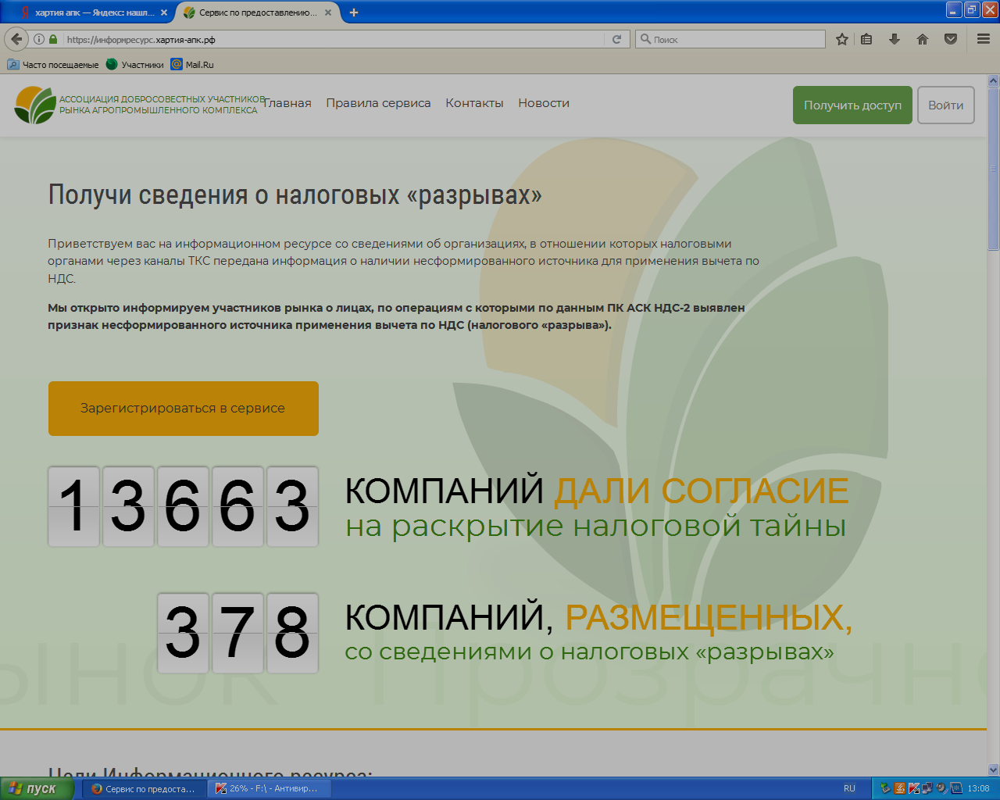 хартия апк — Яндекс: нашл...
Сервис по предоставлению...
https://информресурс.хартия-апк.рф
Поиск
Часто посещаемые
Участники
Mail.Ru
АССОЦИАЦИЯ ДОБРОСОВЕСТНЫХ УЧАСТНИКОВ
РЫНКА АГРОПРОМЫШЛЕННОГО КОМПЛЕКСА
Главная
Правила сервиса
Контакты
Новости
Получить доступ
Войти
Получи сведения о налоговых «разрывах»
Приветствуем вас на информационном ресурсе со сведениями об организациях, в отношении которых налоговыми
органами через каналы ТКС передана информация о наличии несформированного источника для применения вычета по
НДС.
Мы открыто информируем участников рынка о лицах, по операциям с которыми по данным ПК АСК НДС-2 выявлен
признак несформированного источника применения вычета по НДС (налогового «разрыва»).
Зарегистрироваться в сервисе
13663
КОМПАНИЙ ДАЛИ СОГЛАСИЕ
на раскрытие налоговой тайны
378
КОМПАНИЙ, РАЗМЕЩЕННЫХ,
со сведениями о налоговых «разрывах»
ынок Прозрачно
Цели Информационного ресурса:
пуск
Сервис по предоста...
26% - F:\ - Антивир...
RU
13:08